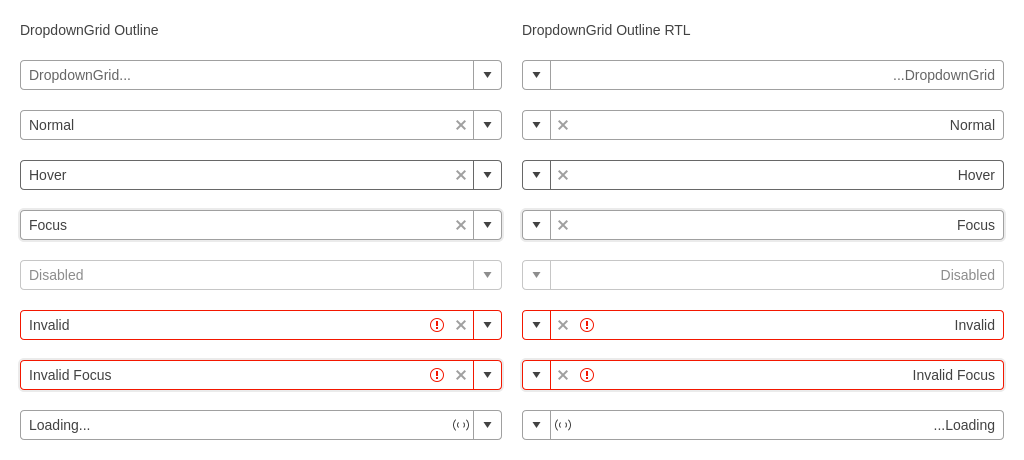 DropdownGrid Outline
DropdownGrid...
Normal
Hover
Focus
Disabled
Invalid
Invalid Focus
Loading...
DropdownGrid Outline RTL
...DropdownGrid
Normal
Hover
Focus
Disabled
Invalid
Invalid Focus
...Loading